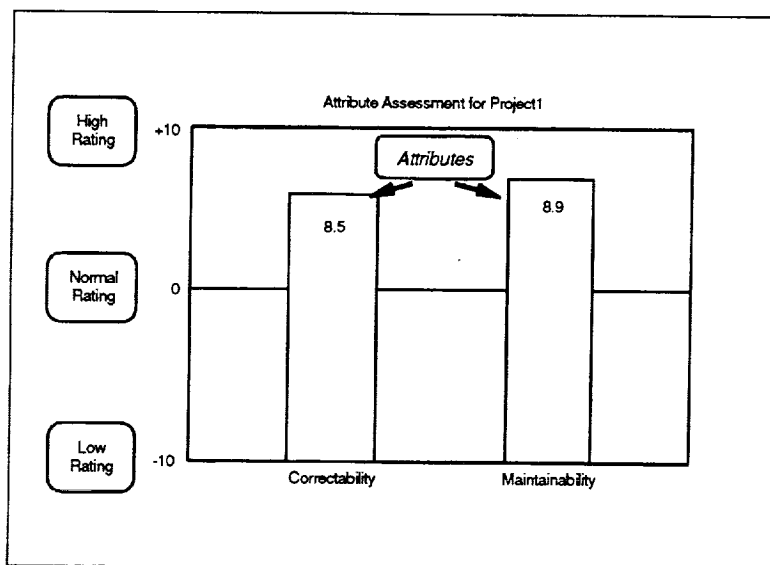 Attribute Assessment for Project1
High
Rating
+10
Attributes
8.5
8.9
Normal
Rating
0
Low
Rating
-10
Correctability
Maintainability